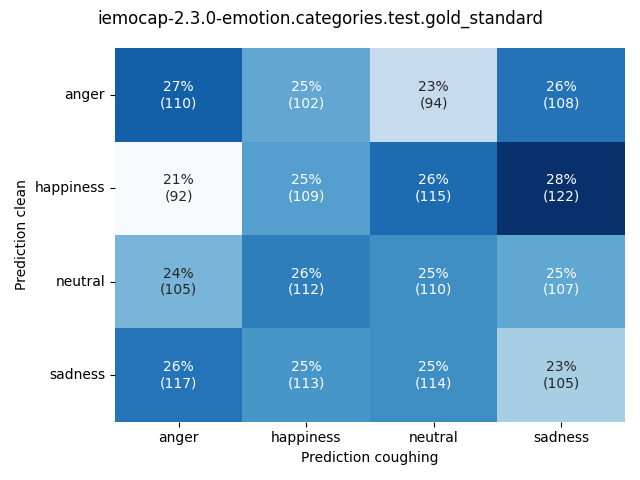 iemocap-2.3.0-emotion.categories.test.gold_standard
Prediction clean
anger
27% 25% 23% 26%
(110) (102) (94) (108)
happiness
21% 25% 26% 28%
(92) (109) (115) (122)
neutral
24% 26% 25% 25%
(105) (112) (110) (107)
sadness
26% 25% 25% 23%
(117) (113) (114) (105)
anger happiness neutral sadness
Prediction coughing